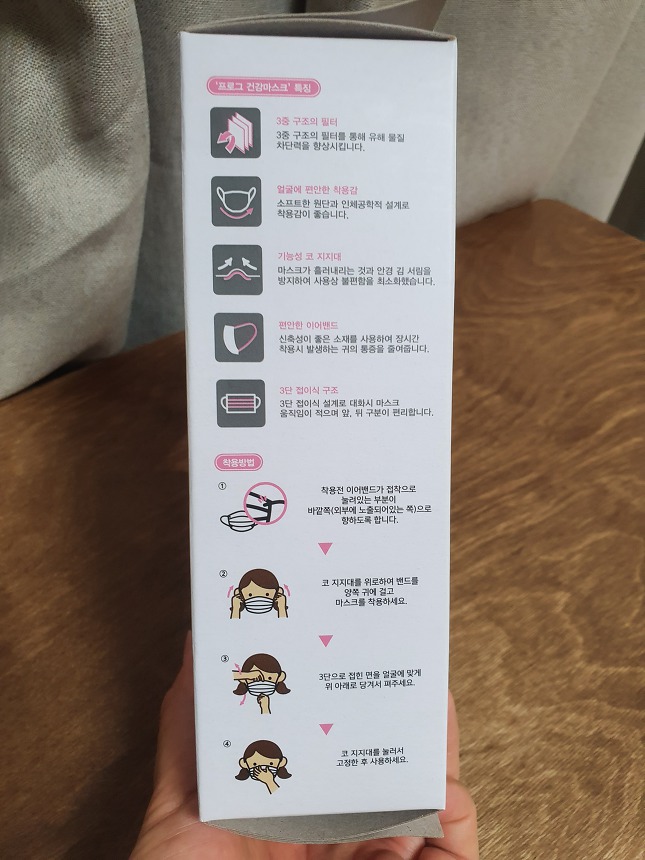 '프로그 건강마스크' 특징
3중 구조의 필터
3중 구조의 필터를 통해 유해 물질
차단력을 향상시킵니다.
얼굴에 편안한 착용감
소프트한 원단과 인체공학적 설계로
착용감이 좋습니다.
기능성 코 지지대
마스크가 흘러내리는 것과 안경 김 서림을
방지하여 사용상 불편함을 최소화했습니다.
편안한 이어밴드
신축성이 좋은 소재를 사용하여 장시간
착용시 발생하는 귀의 통증을 줄여줍니다.
3단 접이식 구조
3단 접이식 설계로 대화시 마스크
움직임이 적으며 앞, 뒤 구분이 편리합니다.
착용방법
①
착용전 이어밴드가 접착으로
눌려있는 부분이
바깥쪽(외부에 노출되어있는 쪽)으로
향하도록 합니다.
②
코 지지대를 위로하여 밴드를
양쪽 귀에 걸고
마스크를 착용하세요.
③
3단으로 접힌 면을 얼굴에 맞게
위 아래로 당겨서 펴주세요.
④
코 지지대를 눌러서
고정한 후 사용하세요.